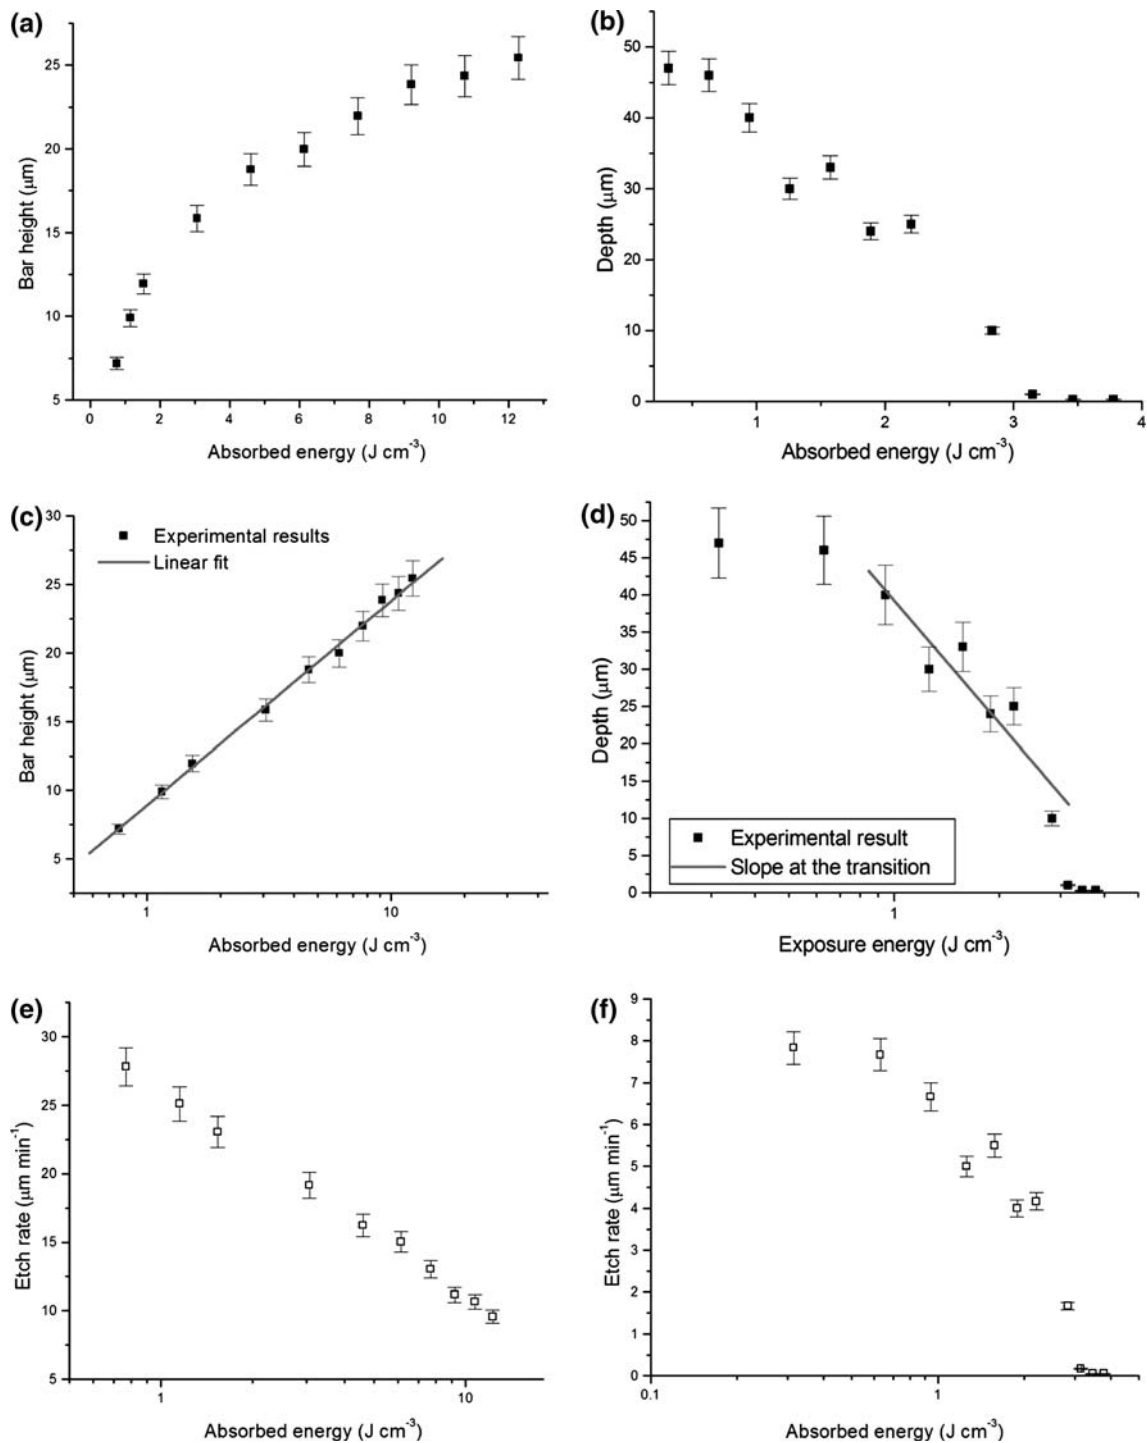 (a)
25
20
15
10
5
Bar height (μm)
0 2 4 6 8 10 12
Absorbed energy (J cm⁻³)
(b)
50
40
30
20
10
0
Depth (μm)
1 2 3 4
Absorbed energy (J cm⁻³)
(c)
30
25
20
15
10
5
Bar height (μm)
Experimental results
Linear fit
1 10
Absorbed energy (J cm⁻³)
(d)
50
45
40
35
30
25
20
15
10
5
0
Depth (μm)
Experimental result
Slope at the transition
1
Exposure energy (J cm⁻³)
(e)
30
25
20
15
10
5
Etch rate (μm min⁻¹)
1 10
Absorbed energy (J cm⁻³)
(f)
9
8
7
6
5
4
3
2
1
0
Etch rate (μm min⁻¹)
0.1 1
Absorbed energy (J cm⁻³)